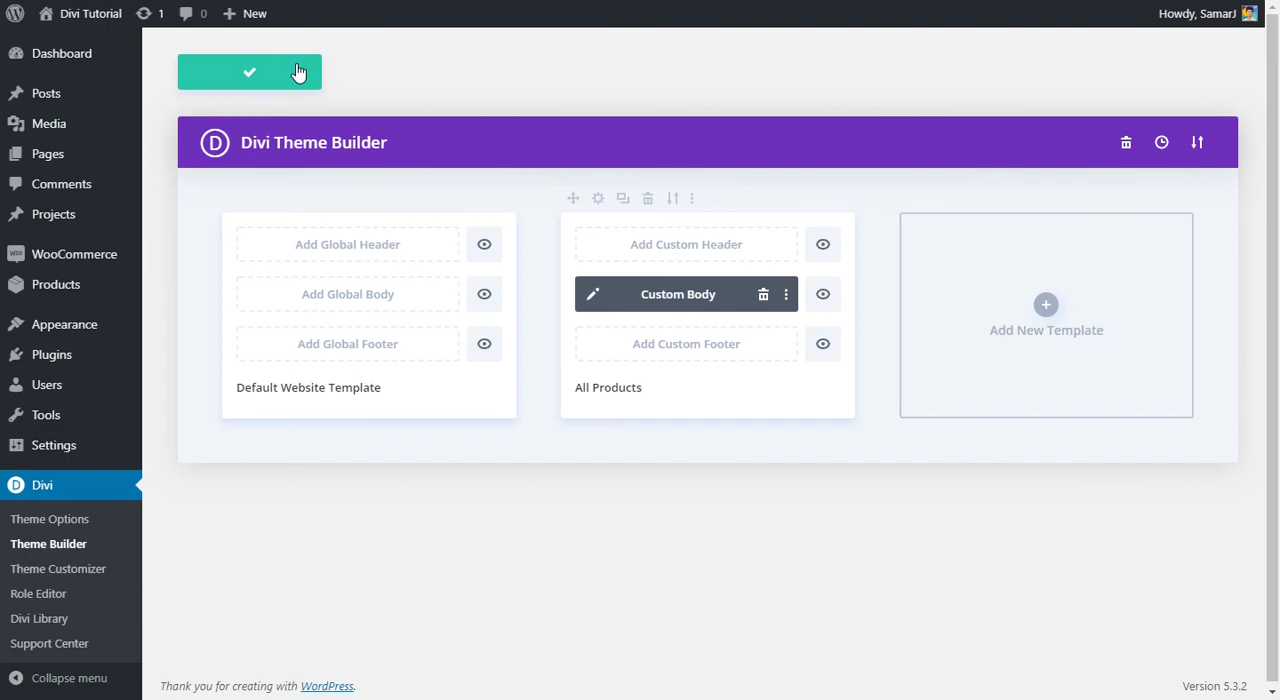 Divi Tutorial 1 0 New Howdy, SamarJ
Dashboard
Posts
Media
Pages
Comments
Projects
WooCommerce
Products
Appearance
Plugins
Users
Tools
Settings
Divi
Theme Options
Theme Builder
Theme Customizer
Role Editor
Divi Library
Support Center
Collapse menu
D Divi Theme Builder
Add Global Header
Add Global Body
Add Global Footer
Default Website Template
Add Custom Header
Custom Body
Add Custom Footer
All Products
Add New Template
Thank you for creating with WordPress.
Version 5.3.2